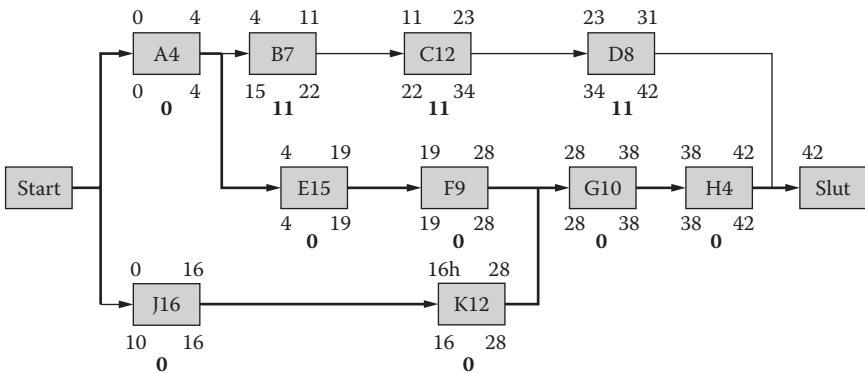 0 4 4 11 11 23 23 31
A4 B7 C12 D8
0 4 15 22 22 34 34 42
0 11 11 11
4 19 19 28 28 38 38 42 42
Start E15 F9 G10 H4 Slut
4 19 19 28 28 38 38 42
0 0 0 0
0 16 16h 28
J16 K12
10 16 16 28
0 0